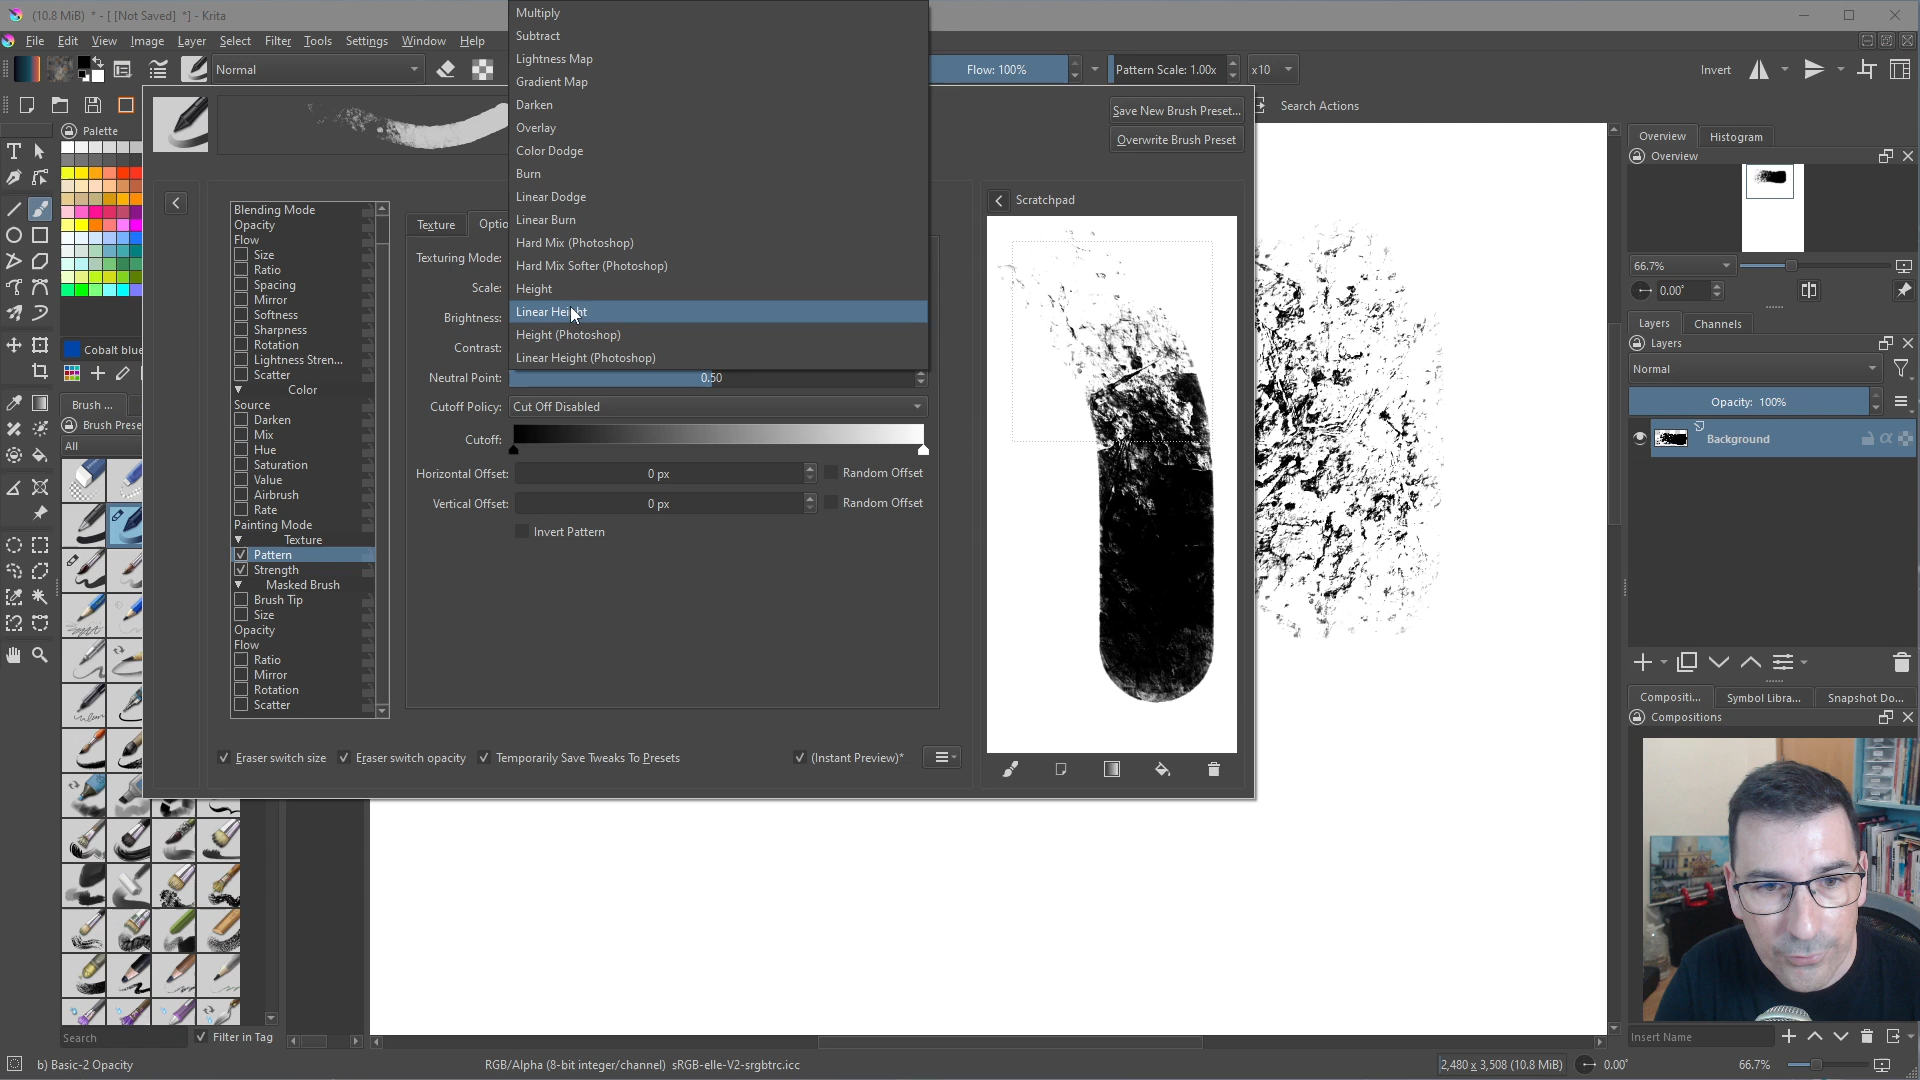 (10.8 MiB) * - [ [Not Saved] *] - Krita
File Edit View Image Layer Select Filter Tools Settings Window Help
Normal
Flow: 100%
Pattern Scale: 1.00x
x10
Invert
Search Actions
Save New Brush Preset...
Overwrite Brush Preset
Multiply
Subtract
Lightness Map
Gradient Map
Darken
Overlay
Color Dodge
Burn
Linear Dodge
Linear Burn
Hard Mix (Photoshop)
Hard Mix Softer (Photoshop)
Height
Linear Height
Height (Photoshop)
Linear Height (Photoshop)
Palette
Cobalt blue
Brush ...
Brush Prese
All
Search
Filter in Tag
Blending Mode
Opacity
Flow
Size
Ratio
Spacing
Mirror
Softness
Sharpness
Rotation
Lightness Stren...
Scatter
Color
Source
Darken
Mix
Hue
Saturation
Value
Airbrush
Rate
Painting Mode
Texture
Pattern
Strength
Masked Brush
Brush Tip
Size
Opacity
Flow
Ratio
Mirror
Rotation
Scatter
Texture
Optio
Texturing Mode:
Scale:
Brightness:
Contrast:
Neutral Point: 0.50
Cutoff Policy: Cut Off Disabled
Cutoff:
Horizontal Offset: 0 px Random Offset
Vertical Offset: 0 px Random Offset
Invert Pattern
Eraser switch size
Eraser switch opacity
Temporarily Save Tweaks To Presets
(Instant Preview)*
Scratchpad
Overview
Histogram
Overview
66.7%
0.00°
Layers
Channels
Layers
Normal
Opacity: 100%
Background
Compositi...
Symbol Libra...
Snapshot Do...
Compositions
Insert Name
b) Basic-2 Opacity
RGB/Alpha (8-bit integer/channel) sRGB-elle-V2-srgbtrc.icc
2,480 x 3,508 (10.8 MiB)
0.00°
66.7%